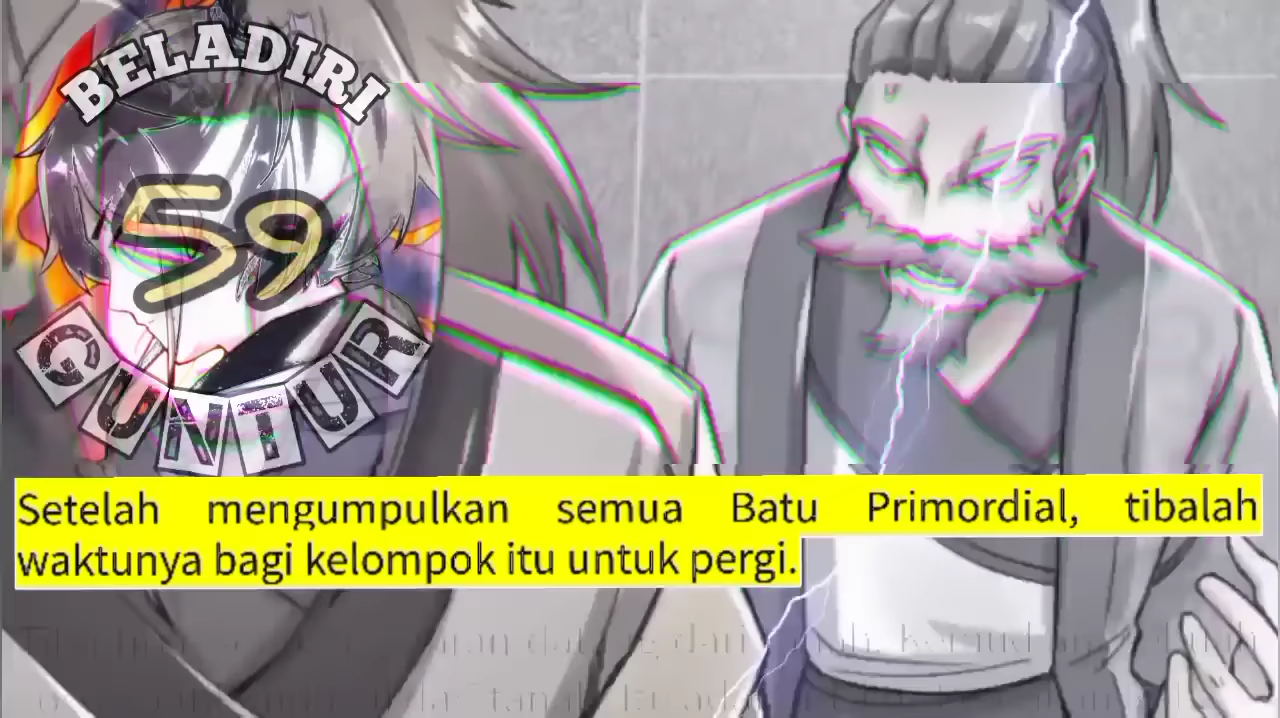 BELADIRI
59
GUNTUR
Setelah mengumpulkan semua Batu Primordial, tibalah
waktunya bagi kelompok itu untuk pergi.